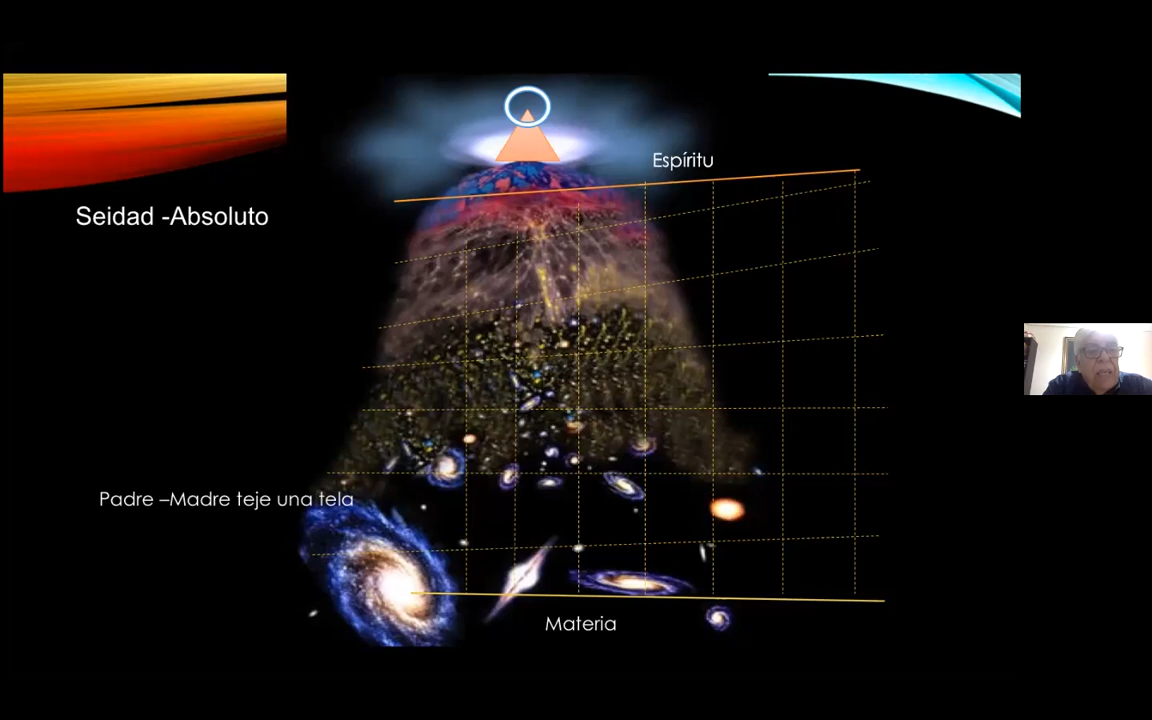 Espíritu
Seidad -Absoluto
Padre –Madre teje una tela
Materia